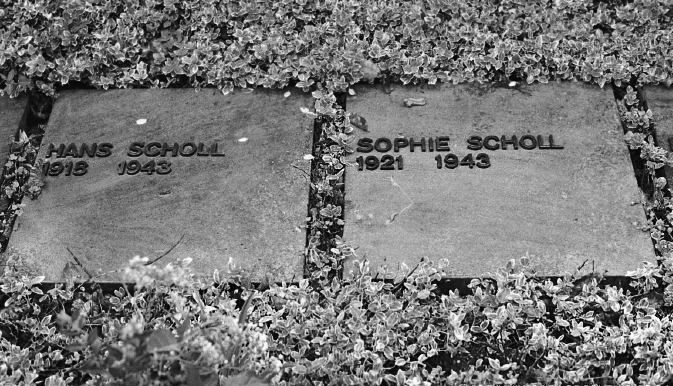 HANS SCHOLL
1918 1943
SOPHIE SCHOLL
1921 1943